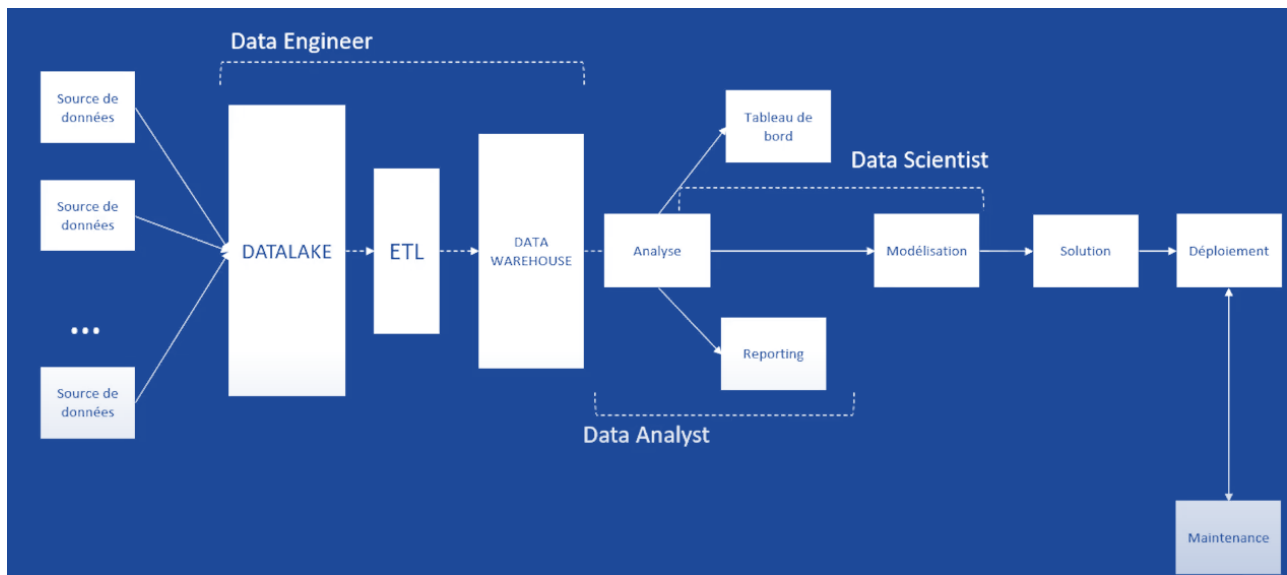 Data Engineer
Source de
données
Source de
données
...
Source de
données
DATALAKE
ETL
DATA
WAREHOUSE
Analyse
Tableau de
bord
Reporting
Data Analyst
Data Scientist
Modélisation
Solution
Déploiement
Maintenance